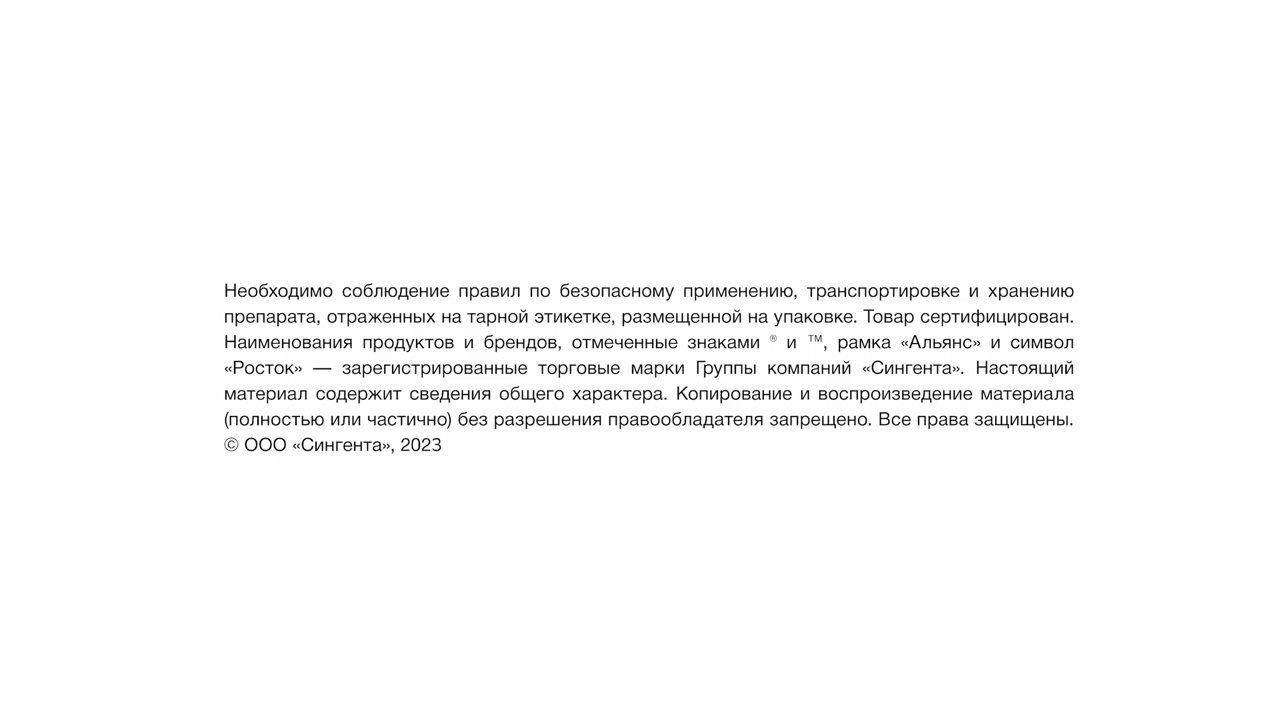 Необходимо соблюдение правил по безопасному применению, транспортировке и хранению
препарата, отраженных на тарной этикетке, размещенной на упаковке. Товар сертифицирован.
Наименования продуктов и брендов, отмеченные знаками ® и ™, рамка «Альянс» и символ
«Росток» — зарегистрированные торговые марки Группы компаний «Сингента». Настоящий
материал содержит сведения общего характера. Копирование и воспроизведение материала
(полностью или частично) без разрешения правообладателя запрещено. Все права защищены.
© ООО «Сингента», 2023